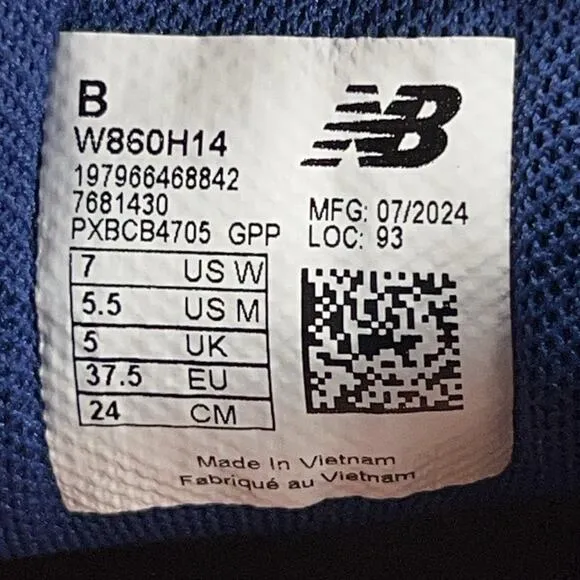 B
NB
W860H14
197966468842
7681430
PXBCB4705 GPP
MFG: 07/2024
LOC: 93
7 US W
5.5 US M
5 UK
37.5 EU
24 CM
Made In Vietnam
Fabriqué au Vietnam